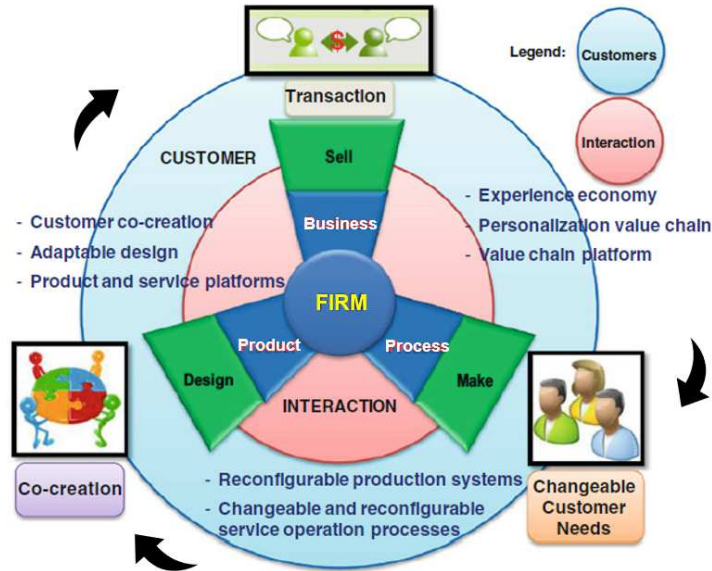 $
Transaction
Legend:
Customers
Interaction
CUSTOMER
Sell
Business
- Customer co-creation
- Adaptable design
- Product and service platforms
- Experience economy
- Personalization value chain
- Value chain platform
FIRM
Product
Process
Design
Make
INTERACTION
Co-creation
- Reconfigurable production systems
- Changeable and reconfigurable
service operation processes
Changeable
Customer
Needs